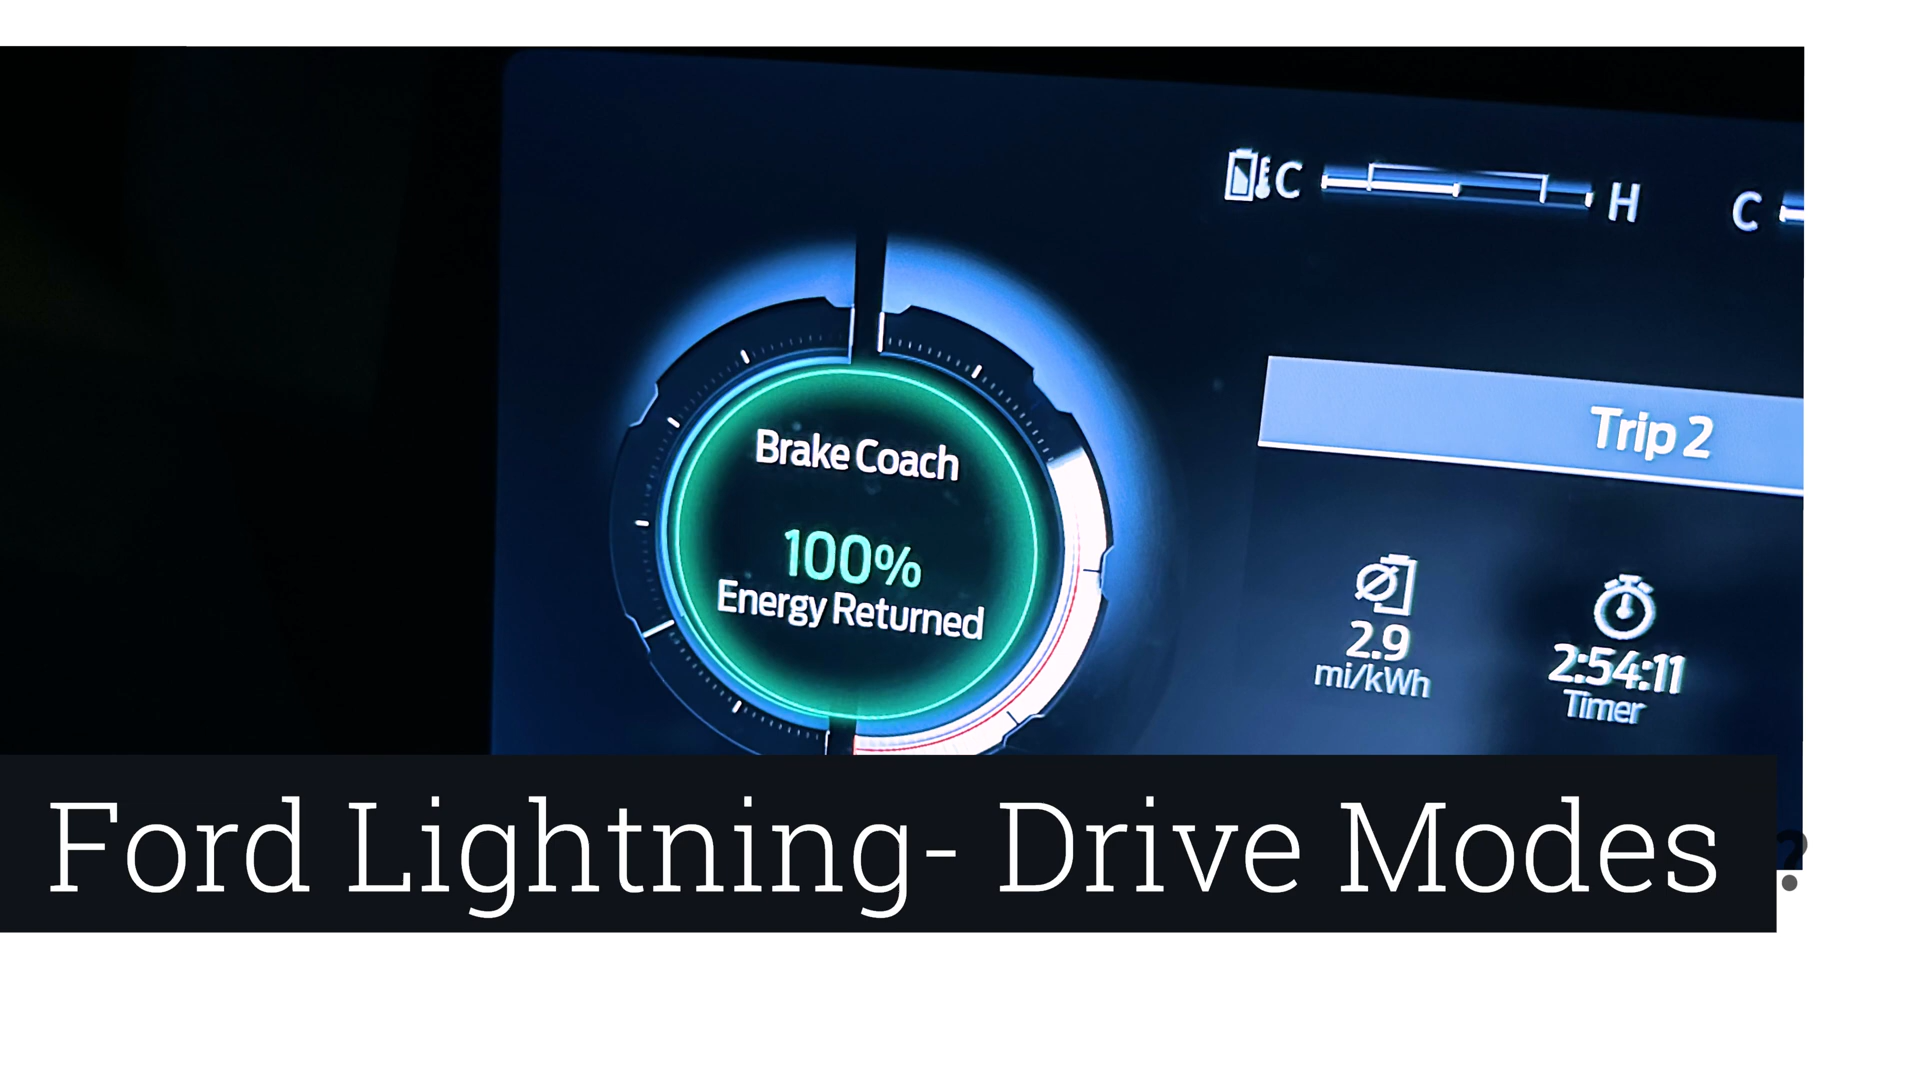 C H C
Trip 2
Brake Coach
100%
Energy Returned
2.9
mi/kWh
2:54:11
Timer
Ford Lightning- Drive Modes
?